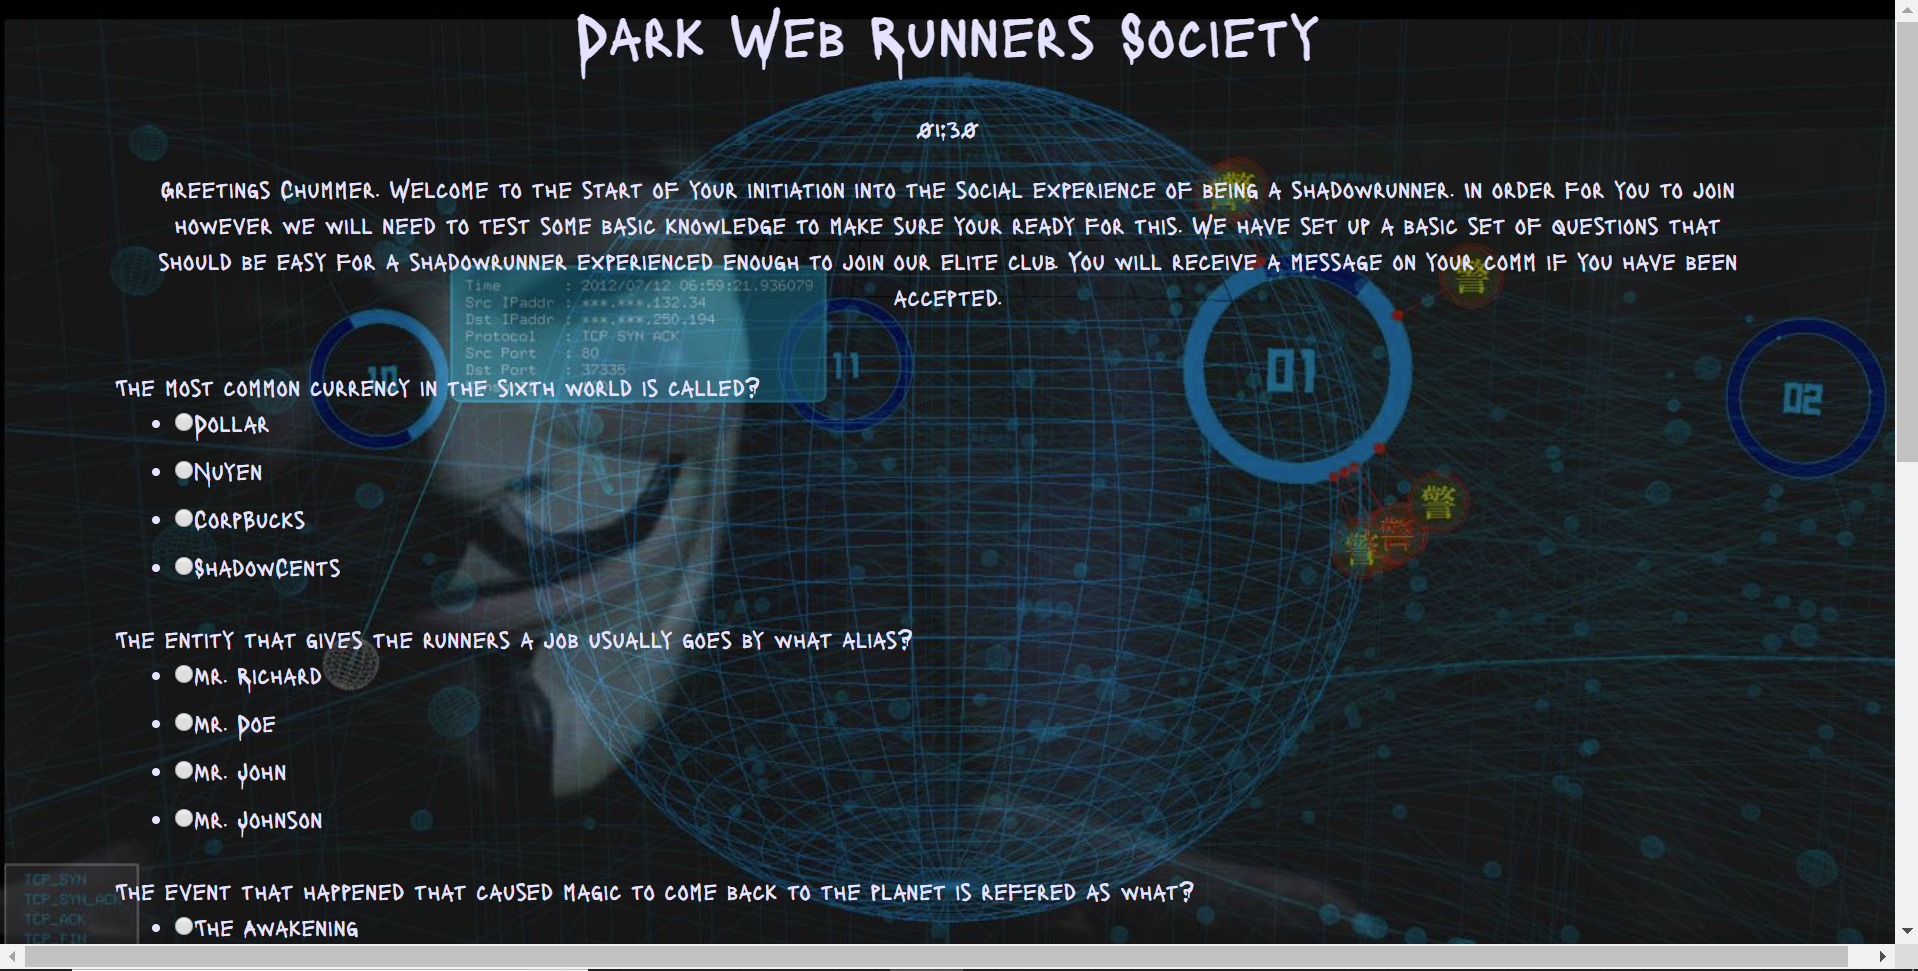 Dark Web Runners Society
01:30
Greetings Chummer. Welcome to the start of your initiation into the social experience of being a Shadowrunner. In order for you to join
however we will need to test some basic knowledge to make sure your ready for this. We have set up a basic set of questions that
should be easy for a Shadowrunner experienced enough to join our elite club. You will receive a message on your comm if you have been
accepted.
Time : 2012/07/12 06:59:21.936079
Src IPaddr : ***.***.132.34
Dst IPaddr : ***.***.250.194
Protocol : TCP SYN ACK
Src Port : 80
Dst Port : 37335
10
11
01
02
警
警
警
警
警
The most common currency in the Sixth world is called?
Dollar
Nuyen
CorpBucks
ShadowCents
The entity that gives the runners a job usually goes by what alias?
Mr. Richard
Mr. Doe
Mr. John
Mr. Johnson
TCP_SYN
TCP_SYN_ACK
TCP_ACK
TCP_FIN
The event that happened that caused magic to come back to the planet is refered as what?
The Awakening